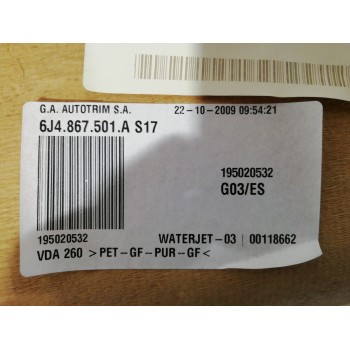 G.A. AUTOTRIM S.A. 22-10-2009 09:54:21
6J4.867.501.A S17
195020532
G03/ES
195020532 WATERJET-03 | 00118662
VDA 260 >PET-GF-PUR-GF<